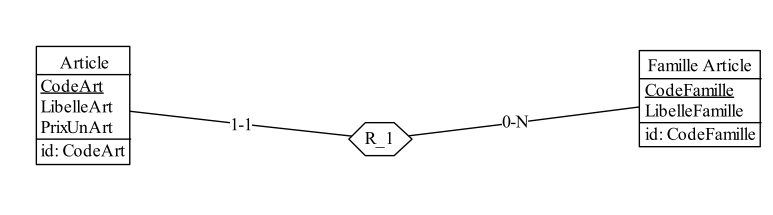 Article
CodeArt
LibelleArt
PrixUnArt
id: CodeArt
1-1
R_1
0-N
Famille Article
CodeFamille
LibelleFamille
id: CodeFamille